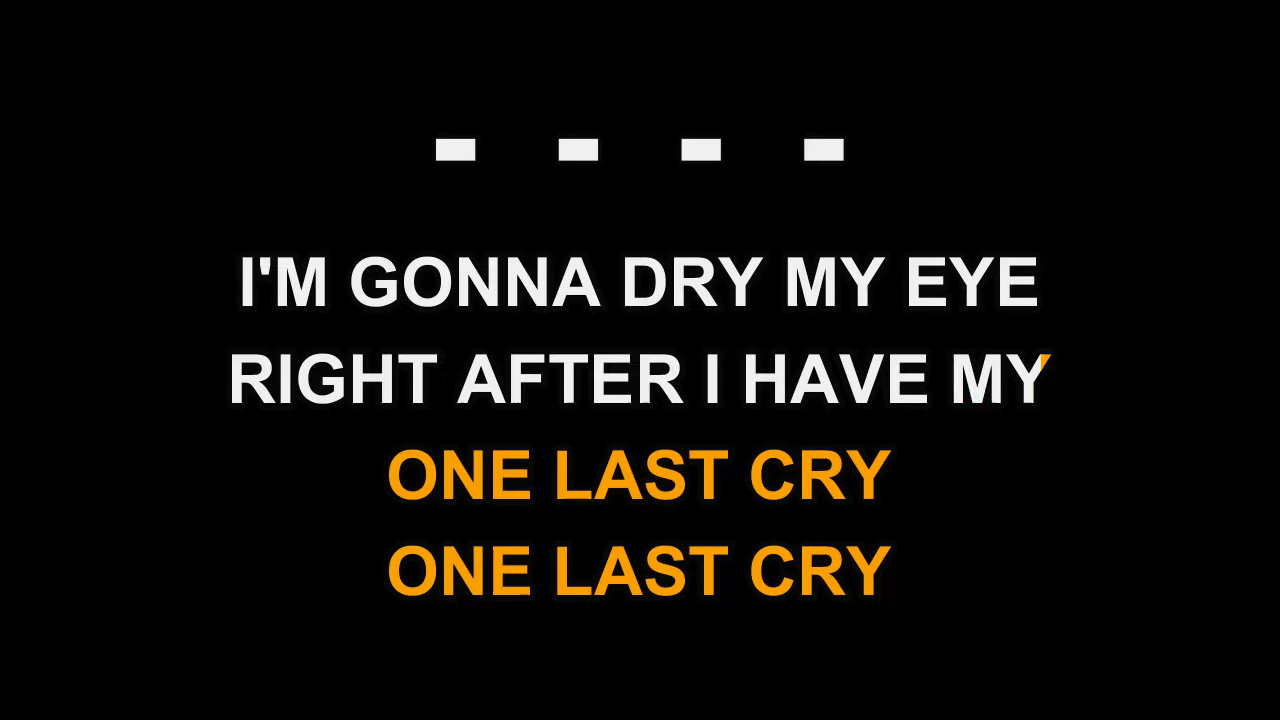 - - - -
I'M GONNA DRY MY EYE
RIGHT AFTER I HAVE MY
ONE LAST CRY
ONE LAST CRY